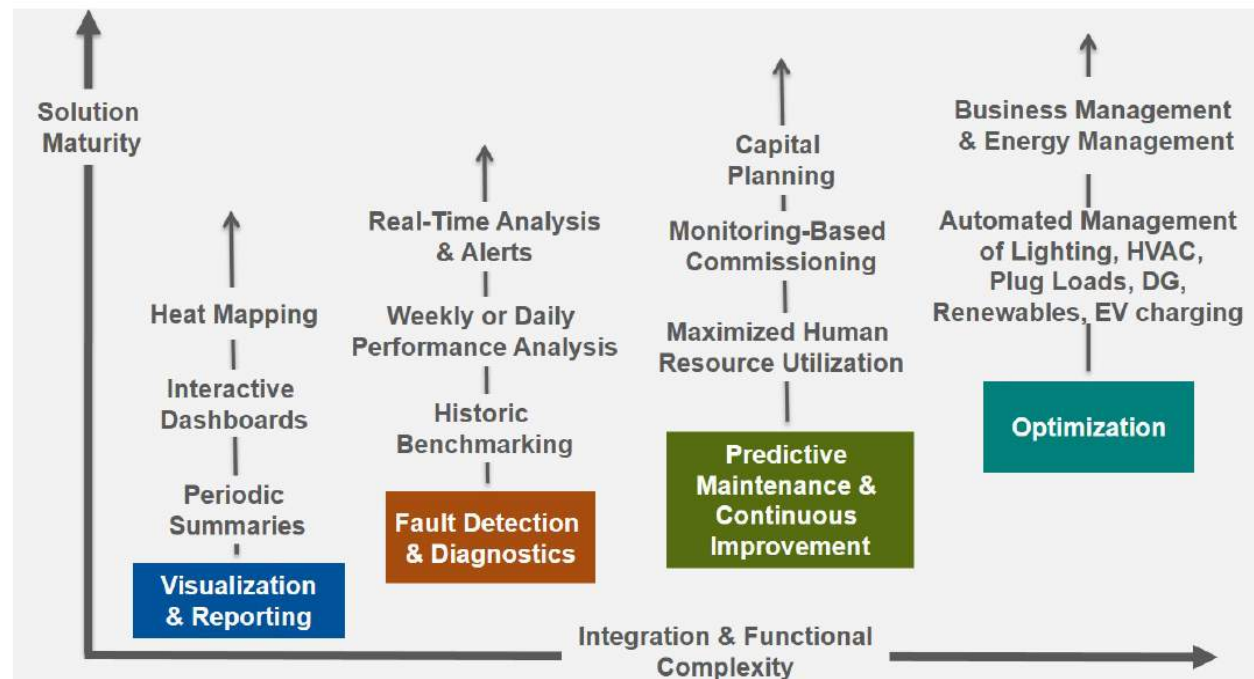 Solution
Maturity
Heat Mapping
Interactive
Dashboards
Periodic
Summaries
Visualization
& Reporting
Real-Time Analysis
& Alerts
Weekly or Daily
Performance Analysis
Historic
Benchmarking
Fault Detection
& Diagnostics
Capital
Planning
Monitoring-Based
Commissioning
Maximized Human
Resource Utilization
Predictive
Maintenance &
Continuous
Improvement
Business Management
& Energy Management
Automated Management
of Lighting, HVAC,
Plug Loads, DG,
Renewables, EV charging
Optimization
Integration & Functional
Complexity